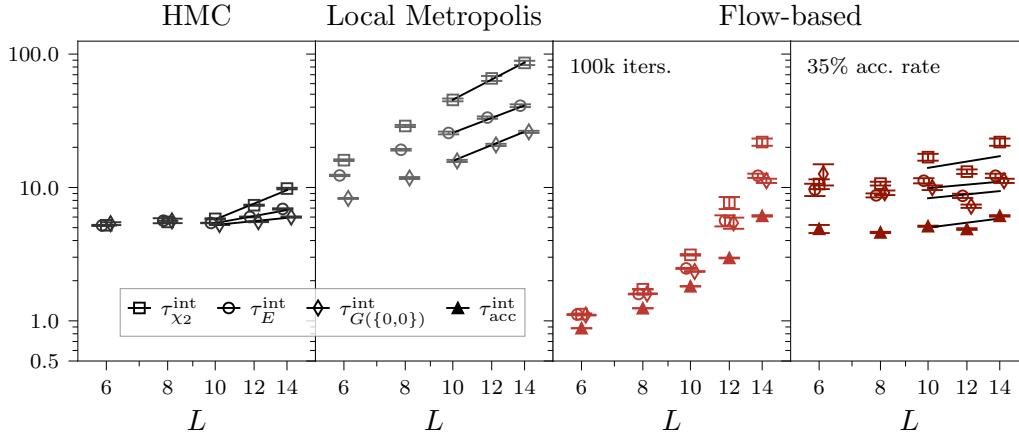 HMC
Local Metropolis
Flow-based
100.0
10.0
1.0
0.5
100k iters.
35% acc. rate
τ^int_χ2
τ^int_E
τ^int_G({0,0})
τ^int_acc
6 8 10 12 14
6 8 10 12 14
6 8 10 12 14
6 8 10 12 14
L
L
L
L